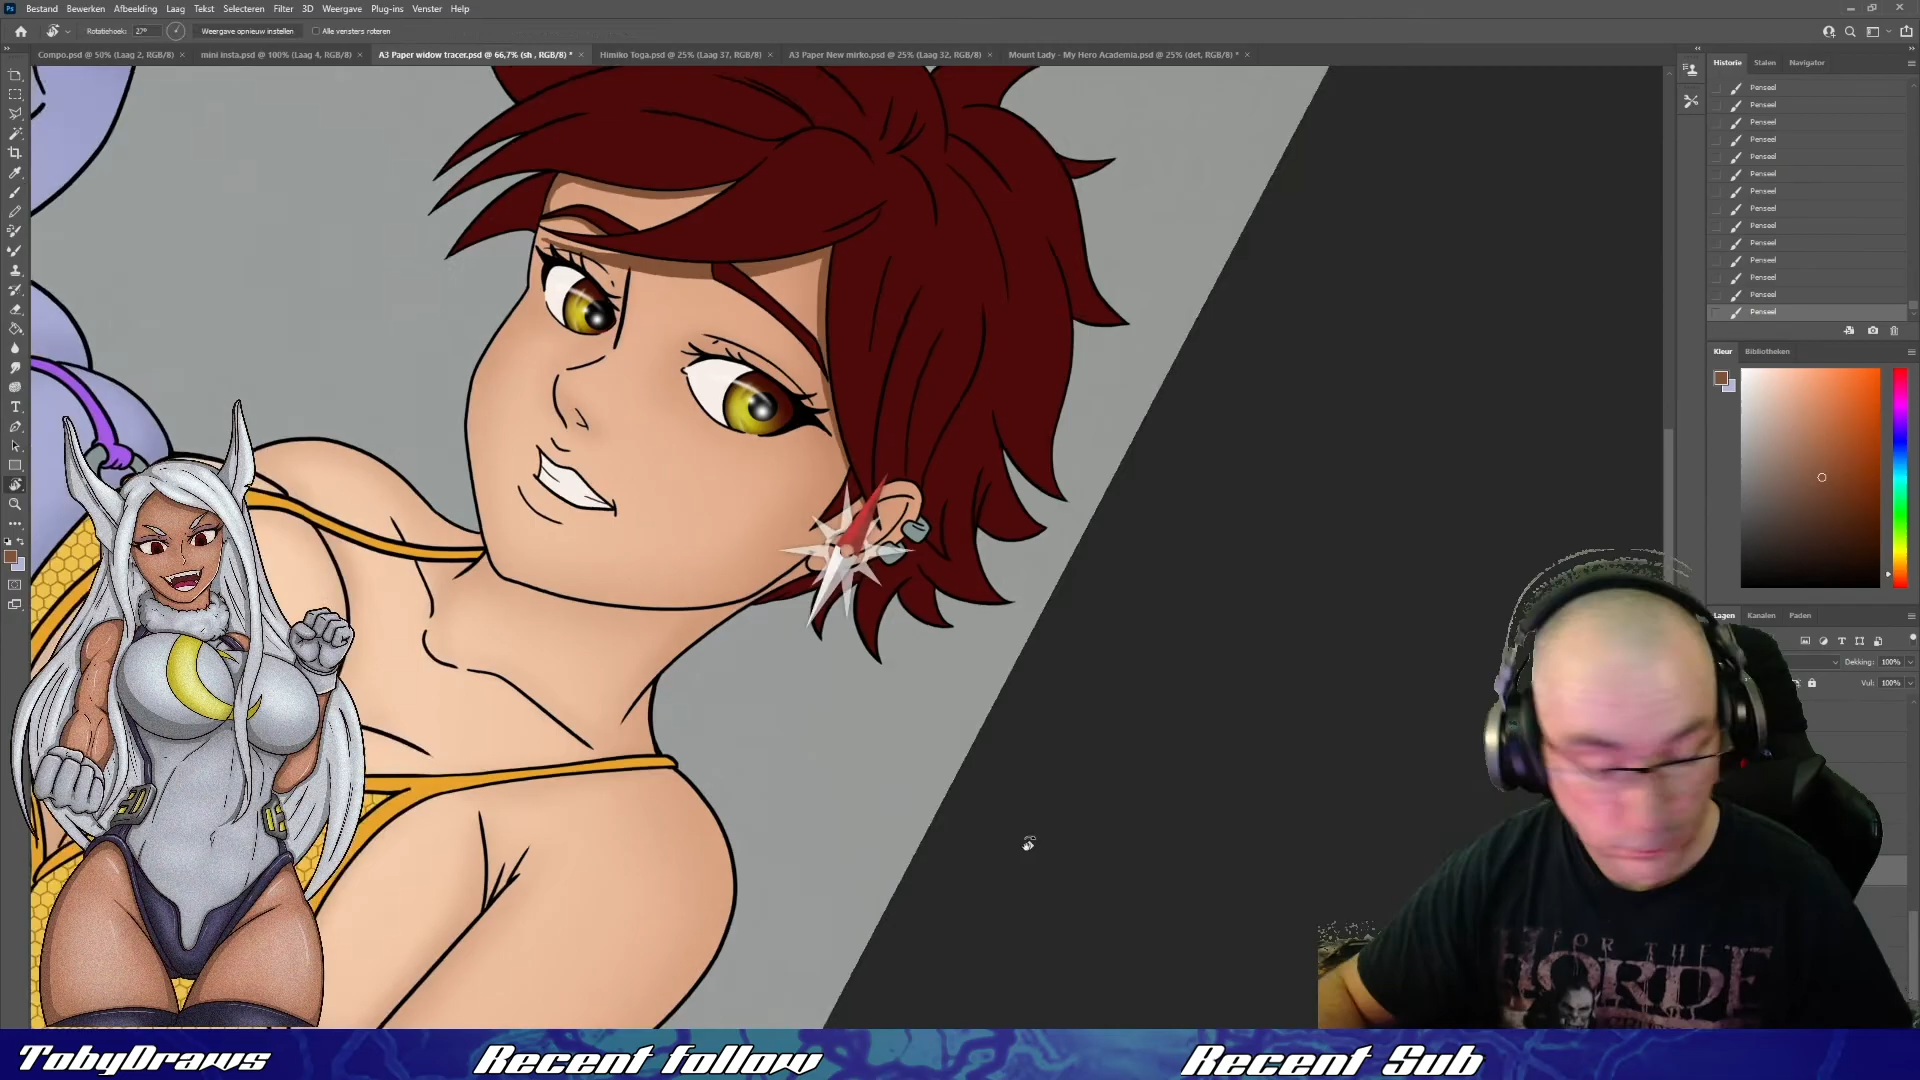 Ps Bestand Bewerken Afbeelding Laag Tekst Selecteren Filter 3D Weergave Plug-ins Venster Help
Rotatiehoek: 27° Weergave opnieuw instellen Alle vensters roteren
Compo.psd @ 50% (Laag 2, RGB/8) × mini insta.psd @ 100% (Laag 4, RGB/8) × A3 Paper widow tracer.psd @ 66,7% (sh , RGB/8) * × Himiko Toga.psd @ 25% (Laag 37, RGB/8) × A3 Paper New mirko.psd @ 25% (Laag 32, RGB/8) × Mount Lady - My Hero Academia.psd @ 25% (det, RGB/8) * ×
Historie Stalen Navigator
Penseel
Penseel
Penseel
Penseel
Penseel
Penseel
Penseel
Penseel
Penseel
Penseel
Penseel
Penseel
Penseel
Penseel
Kleur Bibliotheken
Lagen Kanalen Paden
Dekking: 100%
Vul: 100%
FOR THE
HORDE
TobyDraws Recent follow Recent Sub